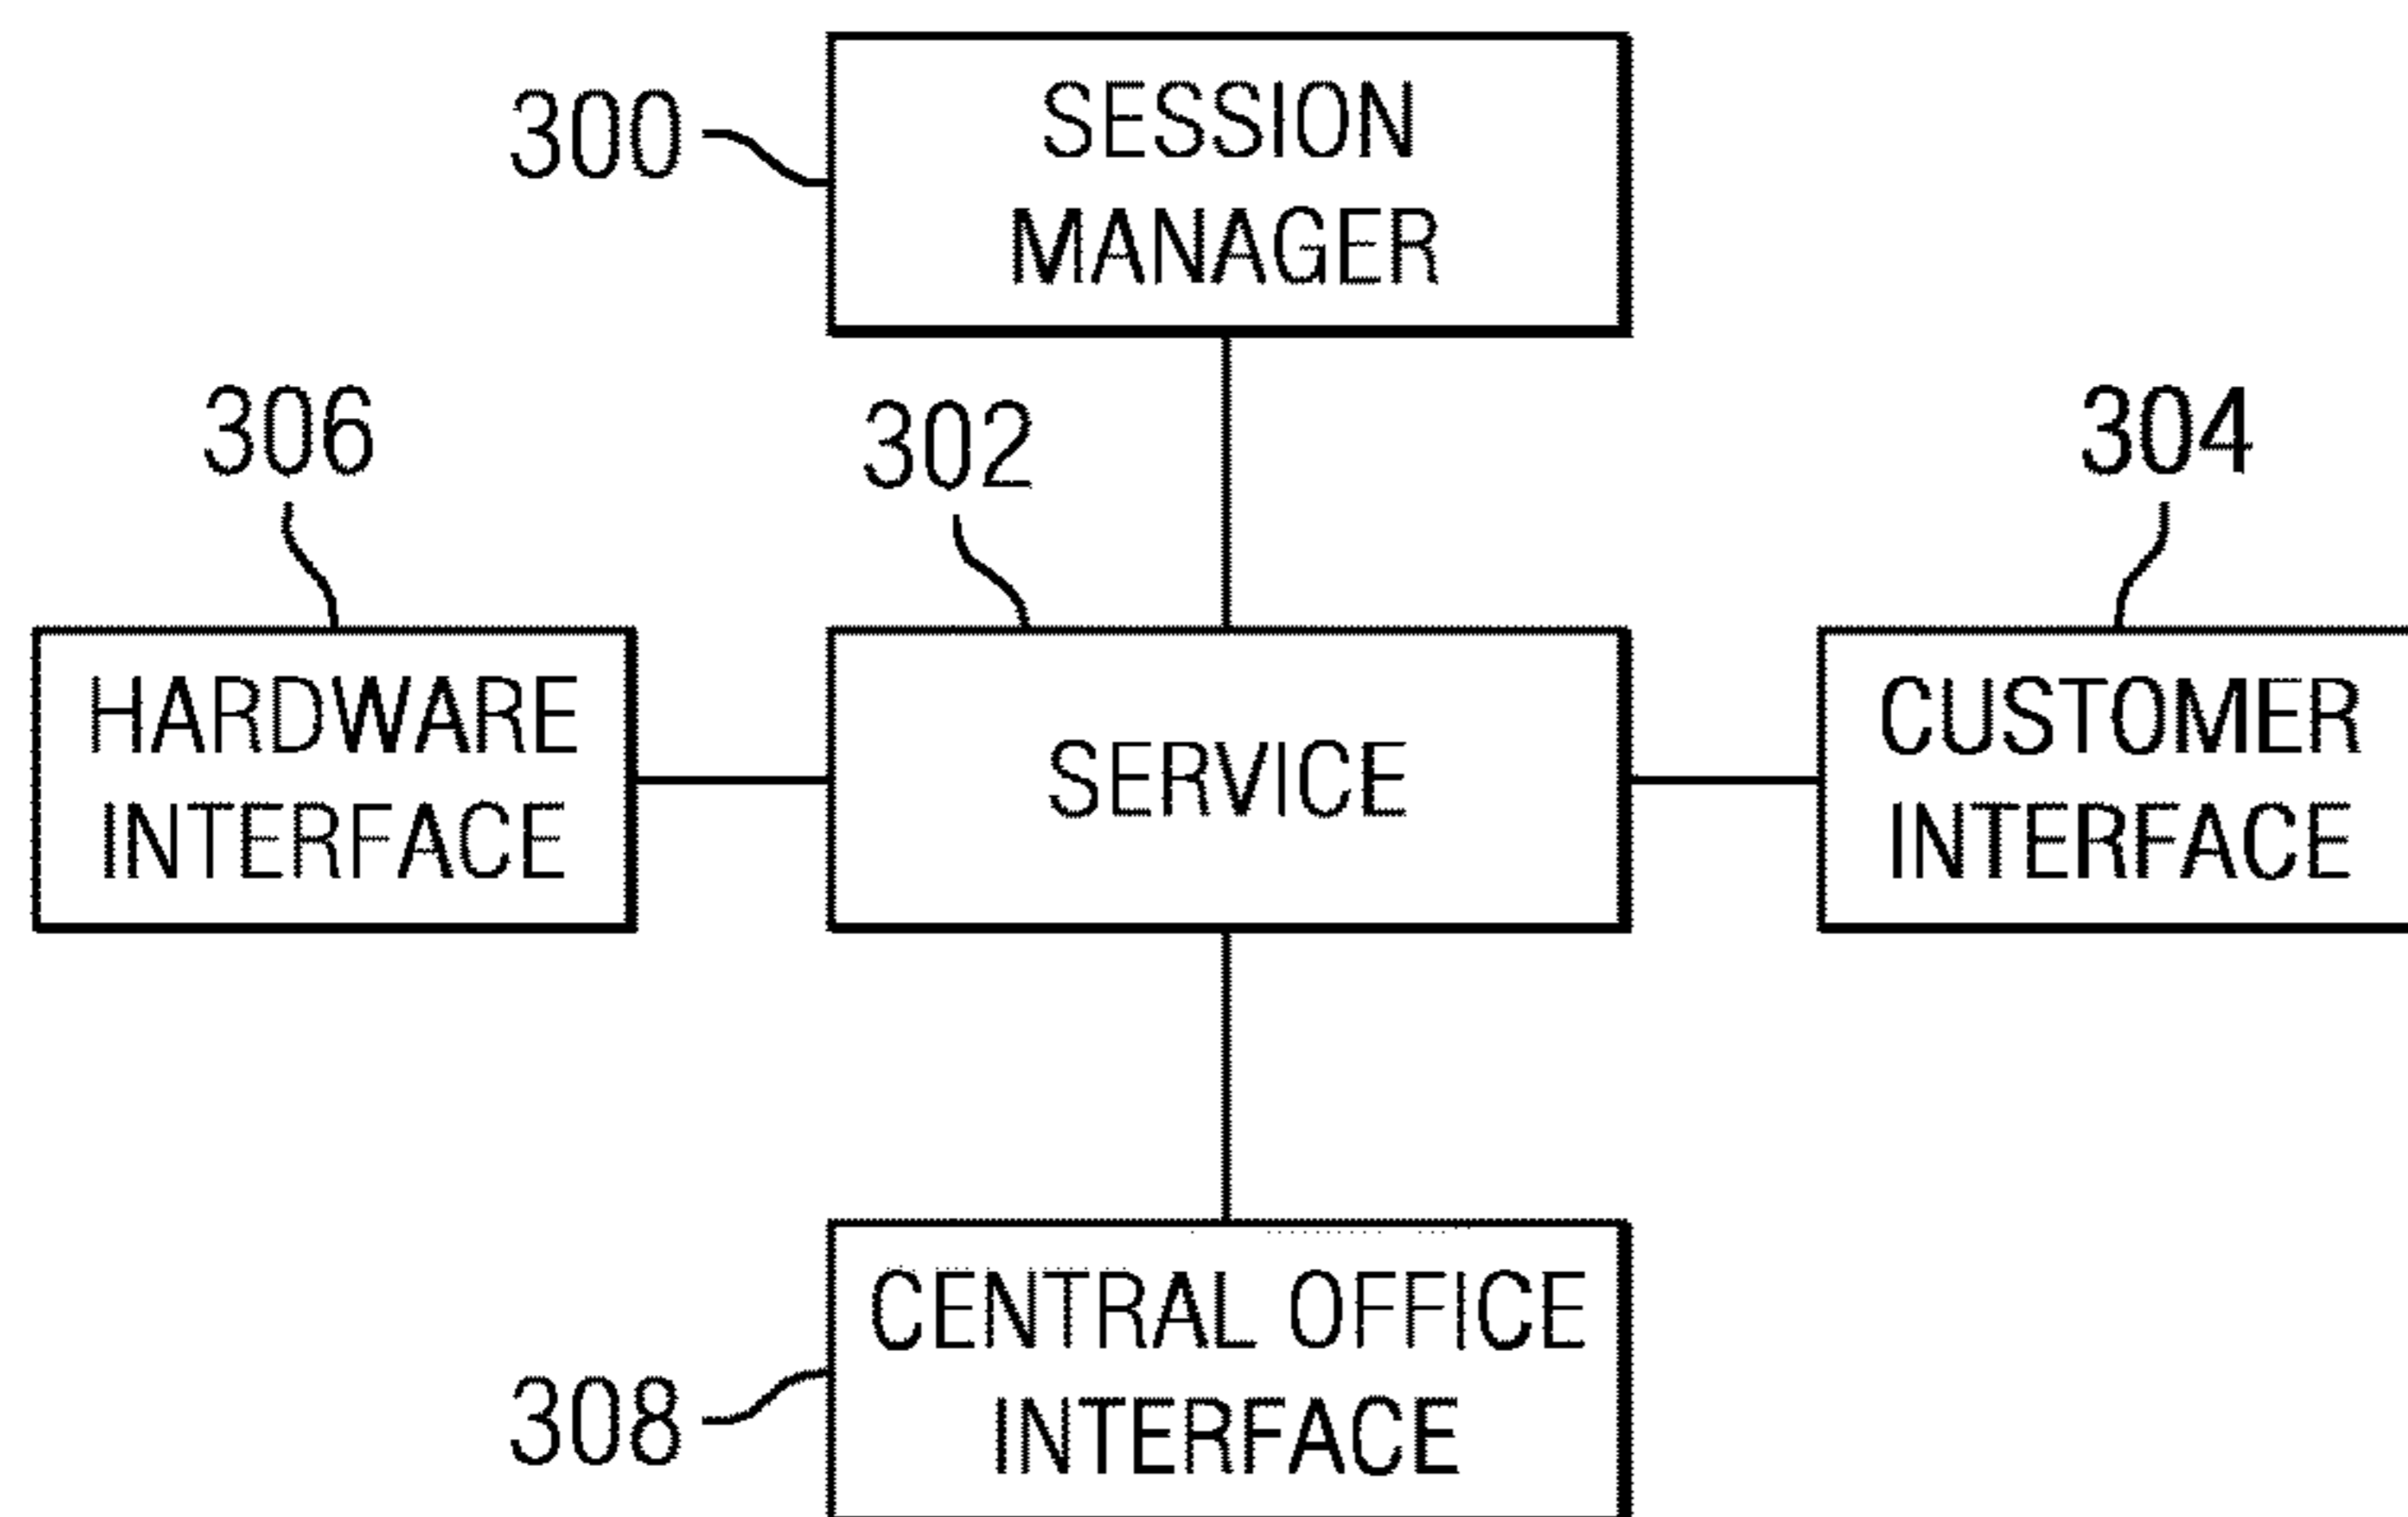 300
SESSION
MANAGER
306
302
304
HARDWARE
INTERFACE
SERVICE
CUSTOMER
INTERFACE
308
CENTRAL OFFICE
INTERFACE